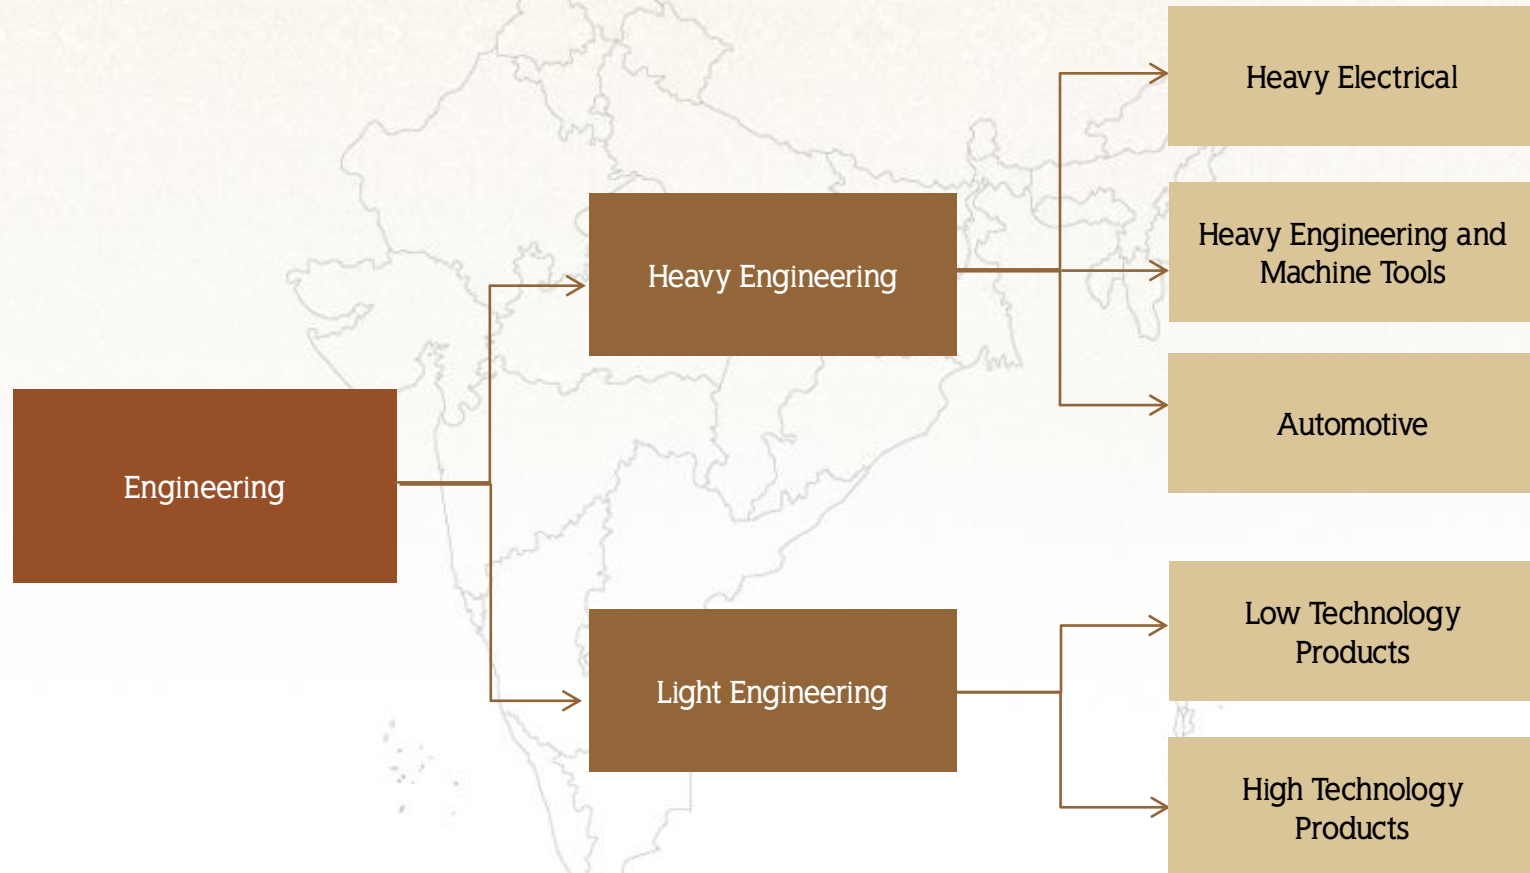 Heavy Electrical
Heavy Engineering and
Machine Tools
Heavy Engineering
Automotive
Engineering
Low Technology
Products
Light Engineering
High Technology
Products